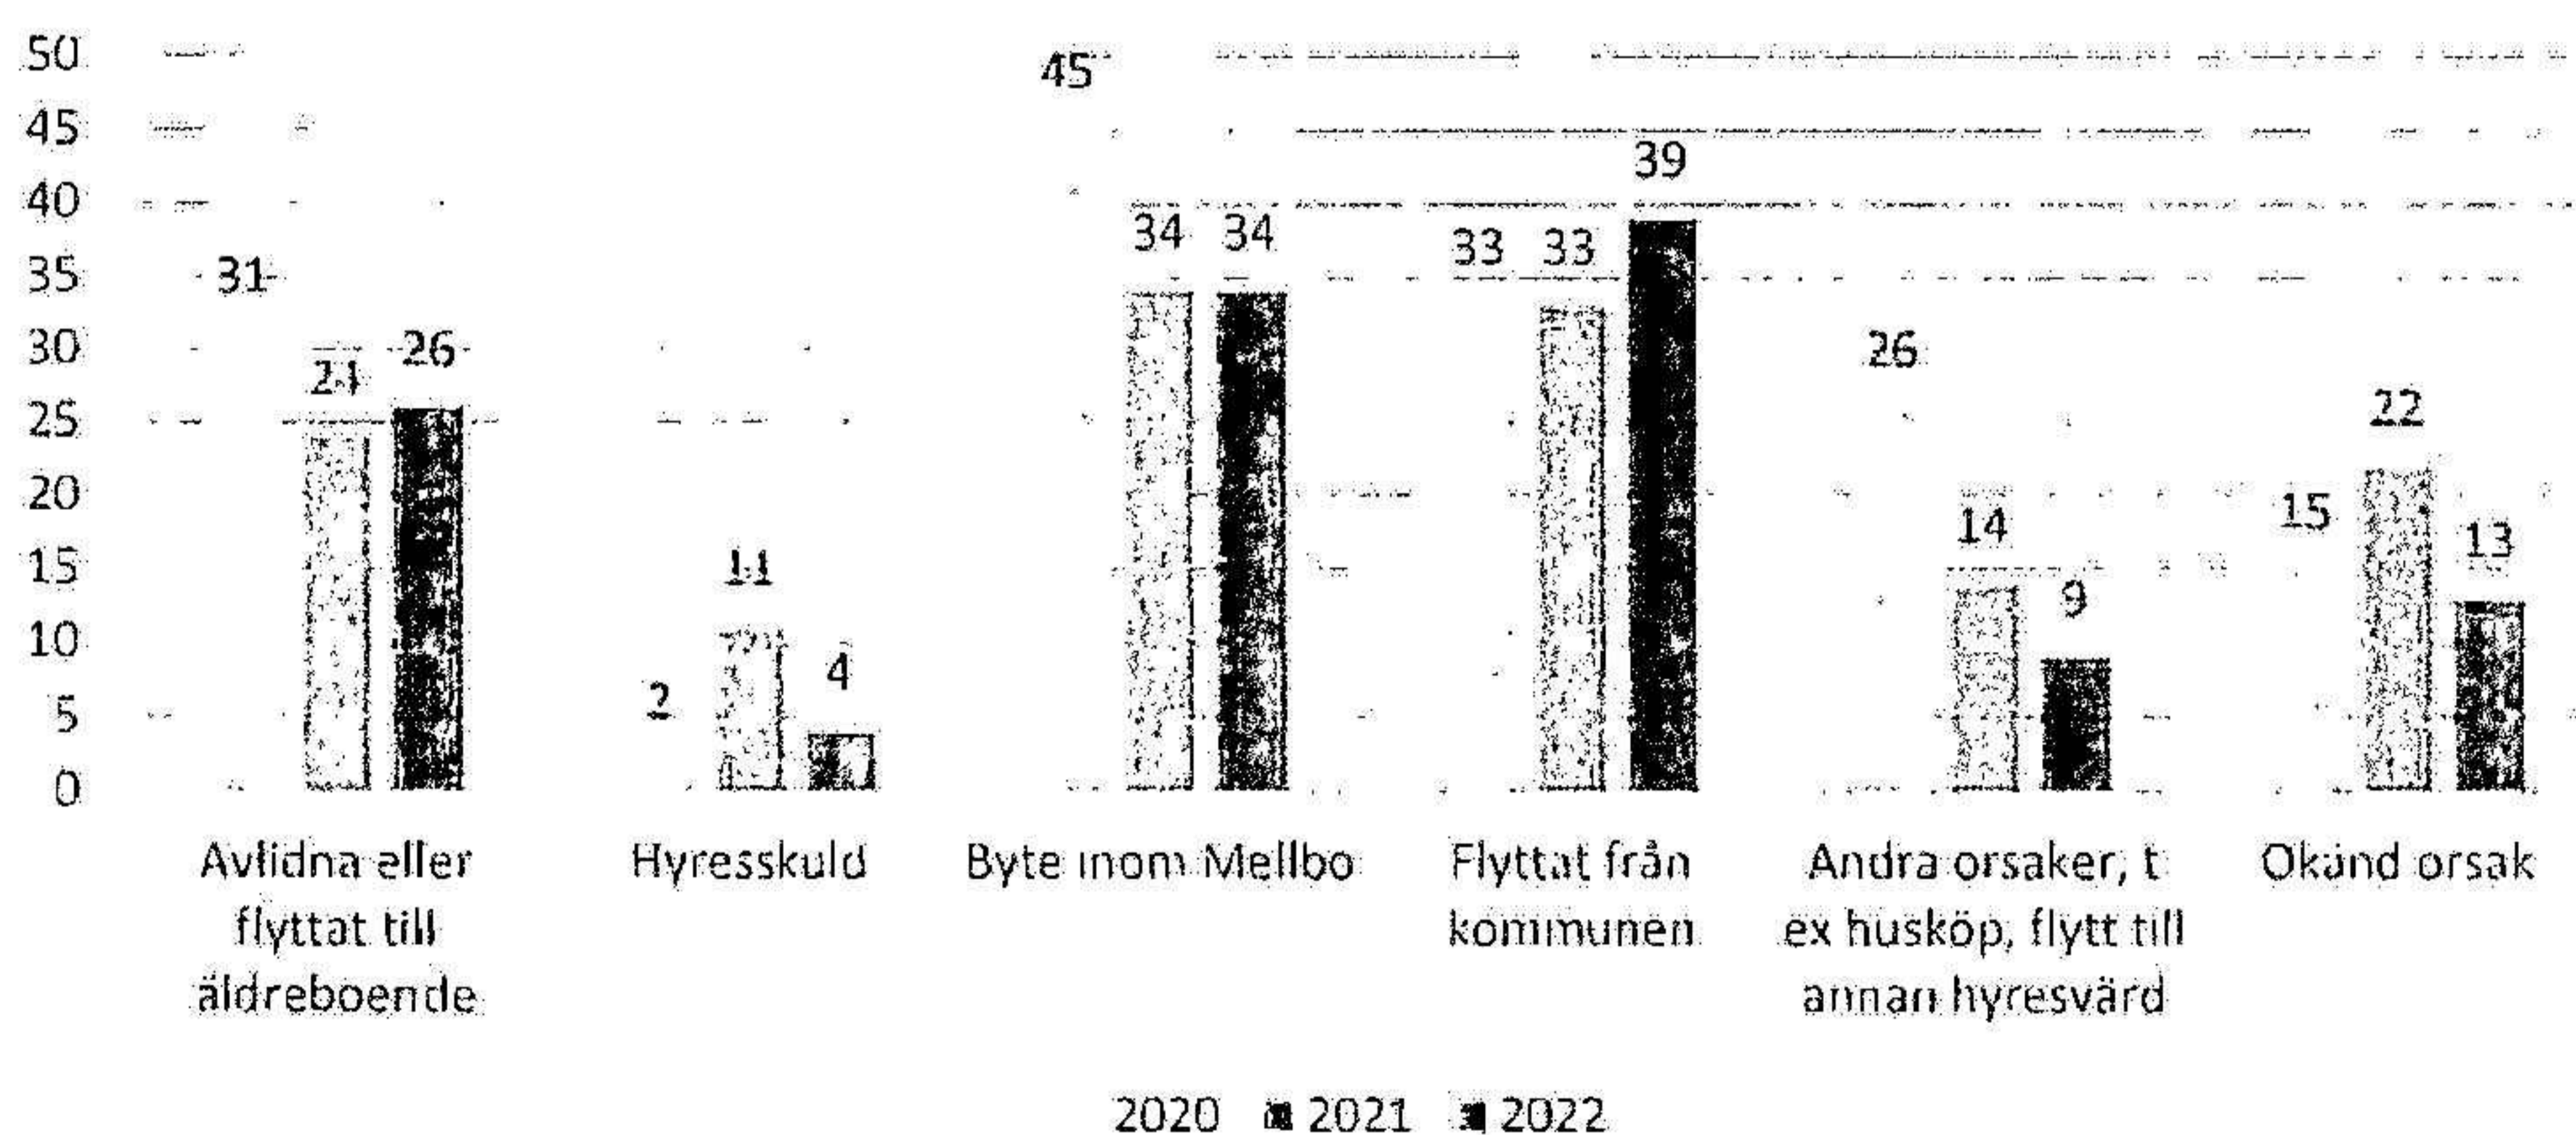 50
45
40
35
30
25
20
15
10
5
0
31
24
26
2
11
4
45
34
34
33
33
39
26
14
9
15
22
13
Avlidna eller
flyttat till
äldreboende
Hyresskuld
Byte inom Mellbo
Flyttat från
kommunen
Andra orsaker, t
ex husköp, flytt till
annan hyresvärd
Okänd orsak
2020 2021 2022